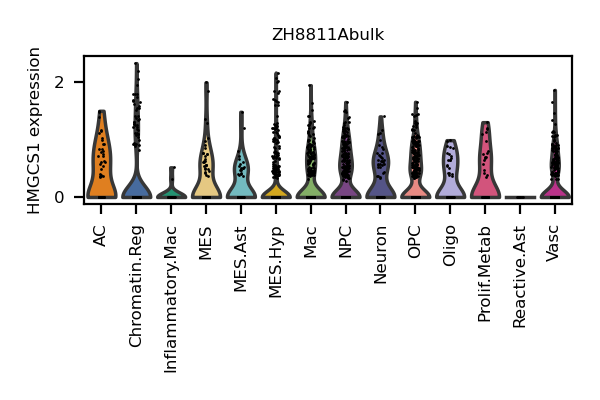 ZH8811Abulk
HMGCS1 expression
2
0
AC
Chromatin.Reg
Inflammatory.Mac
MES
MES.Ast
MES.Hyp
Mac
NPC
Neuron
OPC
Oligo
Prolif.Metab
Reactive.Ast
Vasc